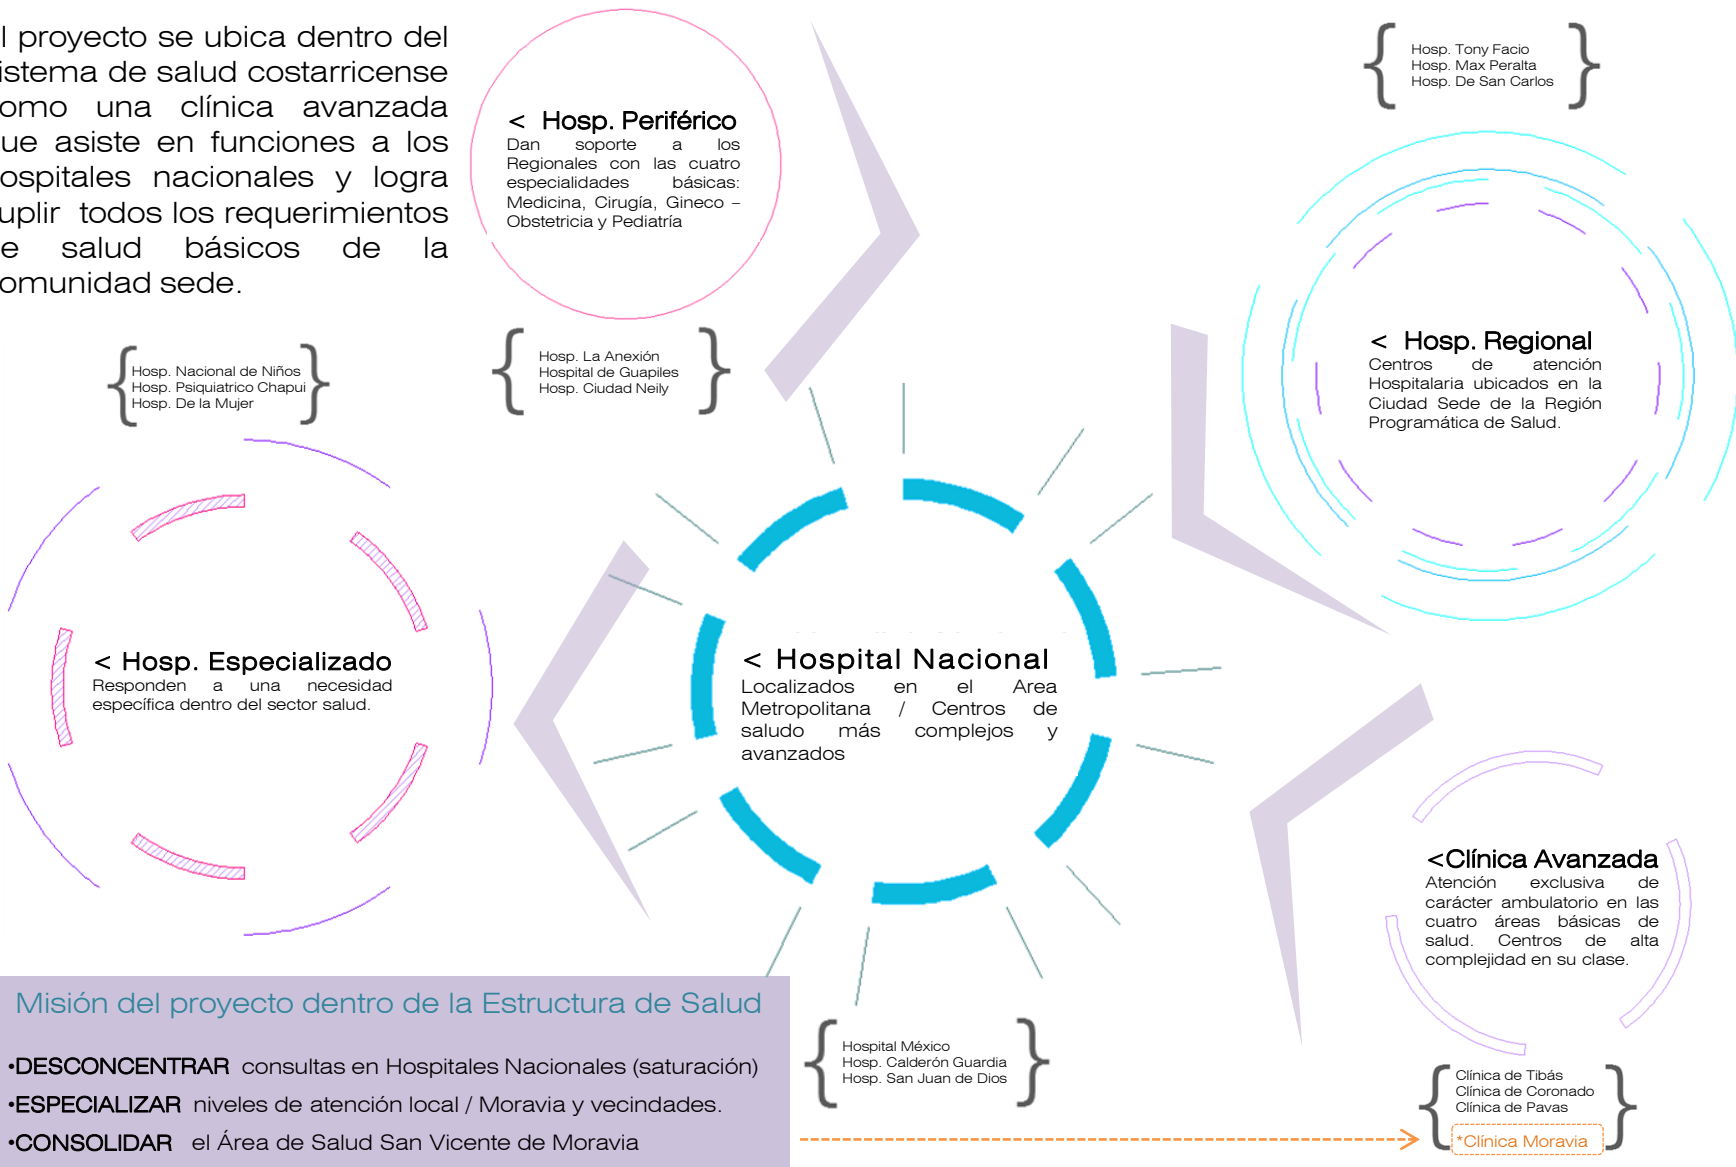 l proyecto se ubica dentro del
istema de salud costarricense
omo una clínica avanzada
ue asiste en funciones a los
ospitales nacionales y logra
uplir todos los requerimientos
e salud básicos de la
omunidad sede.
< Hosp. Periférico
Dan soporte a los
Regionales con las cuatro
especialidades básicas:
Medicina, Cirugía, Gineco –
Obstetricia y Pediatría
Hosp. La Anexión
Hospital de Guapiles
Hosp. Ciudad Neily
Hosp. Tony Facio
Hosp. Max Peralta
Hosp. De San Carlos
< Hosp. Regional
Centros de atención
Hospitalaria ubicados en la
Ciudad Sede de la Región
Programática de Salud.
Hosp. Nacional de Niños
Hosp. Psiquiatrico Chapui
Hosp. De la Mujer
< Hosp. Especializado
Responden a una necesidad
específica dentro del sector salud.
< Hospital Nacional
Localizados en el Area
Metropolitana / Centros de
saludo más complejos y
avanzados
Hospital México
Hosp. Calderón Guardia
Hosp. San Juan de Dios
<Clínica Avanzada
Atención exclusiva de
carácter ambulatorio en las
cuatro áreas básicas de
salud. Centros de alta
complejidad en su clase.
Clínica de Tibás
Clínica de Coronado
Clínica de Pavas
*Clínica Moravia
Misión del proyecto dentro de la Estructura de Salud
•DESCONCENTRAR consultas en Hospitales Nacionales (saturación)
•ESPECIALIZAR niveles de atención local / Moravia y vecindades.
•CONSOLIDAR el Área de Salud San Vicente de Moravia